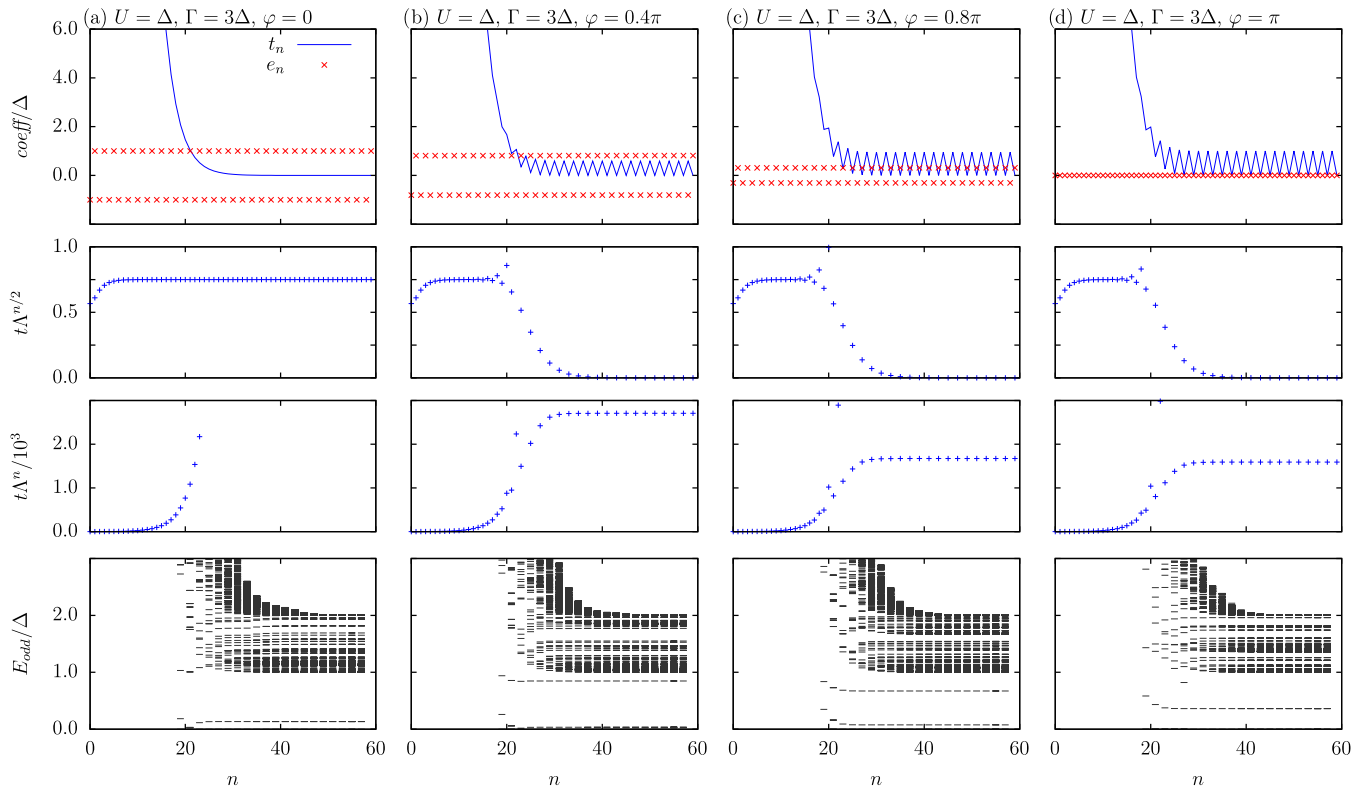 (a) U = Δ, Γ = 3Δ, φ = 0
(b) U = Δ, Γ = 3Δ, φ = 0.4π
(c) U = Δ, Γ = 3Δ, φ = 0.8π
(d) U = Δ, Γ = 3Δ, φ = π
6.0
4.0
2.0
0.0
coeff/Δ
t_n
e_n
1.0
0.5
0.0
tΛ^{n/2}
2.0
1.0
0.0
tΛ^n/10^3
2.0
1.0
0.0
E_{odd}/Δ
0 20 40 60 0 20 40 60 0 20 40 60 0 20 40 60
n n n n